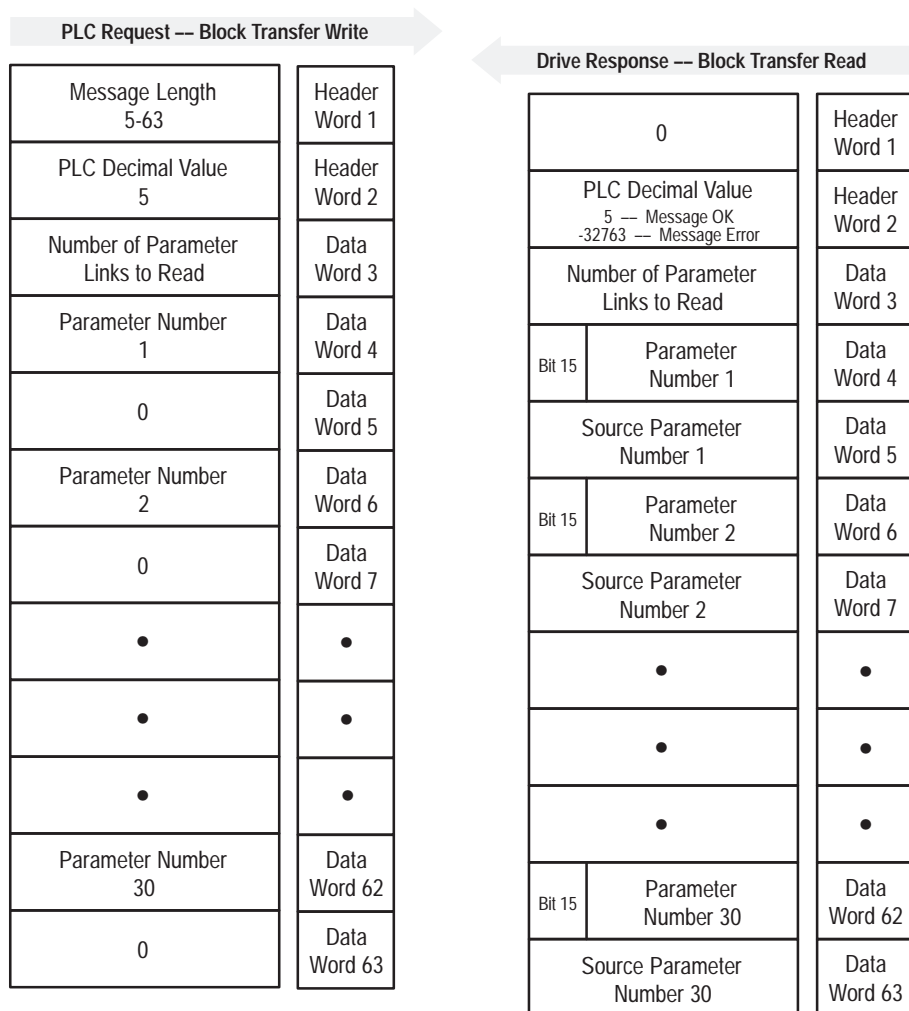 PLC Request –– Block Transfer Write
Message Length
5-63
Header
Word 1
PLC Decimal Value
5
Header
Word 2
Number of Parameter
Links to Read
Data
Word 3
Parameter Number
1
Data
Word 4
0
Data
Word 5
Parameter Number
2
Data
Word 6
0
Data
Word 7
Parameter Number
30
Data
Word 62
0
Data
Word 63
Drive Response –– Block Transfer Read
0
Header
Word 1
PLC Decimal Value
5 –– Message OK
-32763 –– Message Error
Header
Word 2
Number of Parameter
Links to Read
Data
Word 3
Bit 15
Parameter
Number 1
Data
Word 4
Source Parameter
Number 1
Data
Word 5
Bit 15
Parameter
Number 2
Data
Word 6
Source Parameter
Number 2
Data
Word 7
Bit 15
Parameter
Number 30
Data
Word 62
Source Parameter
Number 30
Data
Word 63